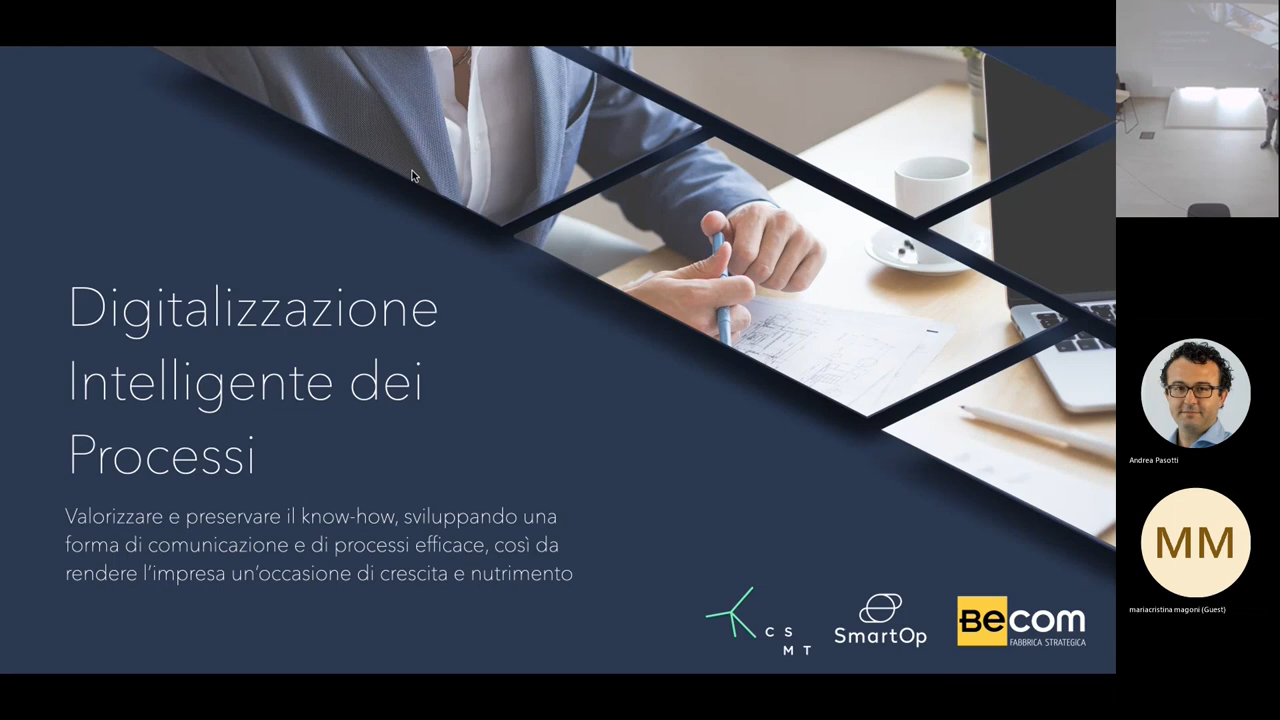 Digitalizzazione
Intelligente dei
Processi
Valorizzare e preservare il know-how, sviluppando una
forma di comunicazione e di processi efficace, così da
rendere l'impresa un'occasione di crescita e nutrimento
C S
M T
SmartOp
Becom
FABBRICA STRATEGICA
Andrea Pasotti
MM
mariacristina magoni (Guest)